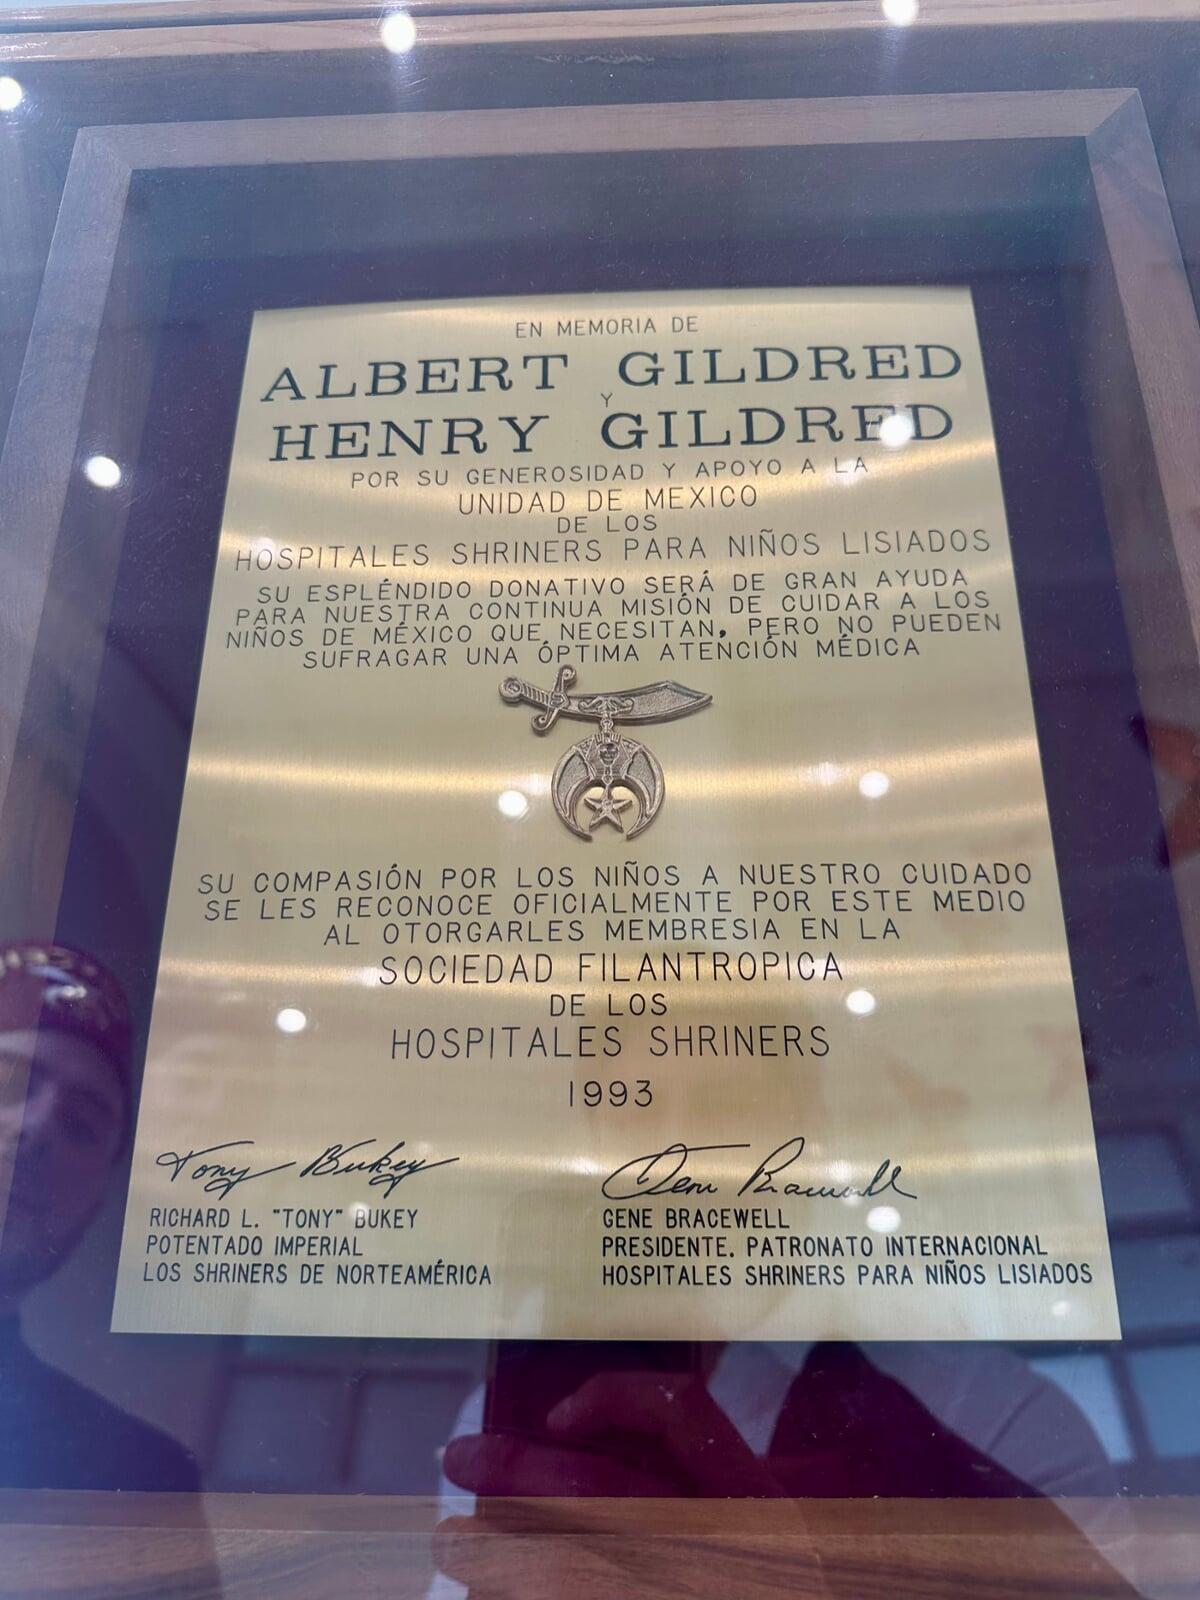 EN MEMORIA DE
ALBERT GILDRED
Y
HENRY GILDRED
POR SU GENEROSIDAD Y APOYO A LA
UNIDAD DE MEXICO
DE LOS
HOSPITALES SHRINERS PARA NIÑOS LISIADOS
SU ESPLÉNDIDO DONATIVO SERÁ DE GRAN AYUDA
PARA NUESTRA CONTINUA MISIÓN DE CUIDAR A LOS
NIÑOS DE MÉXICO QUE NECESITAN, PERO NO PUEDEN
SUFRAGAR UNA ÓPTIMA ATENCIÓN MÉDICA
SU COMPASIÓN POR LOS NIÑOS A NUESTRO CUIDADO
SE LES RECONOCE OFICIALMENTE POR ESTE MEDIO
AL OTORGARLES MEMBRESIA EN LA
SOCIEDAD FILANTROPICA
DE LOS
HOSPITALES SHRINERS
1993
Tony Bukey
RICHARD L. "TONY" BUKEY
POTENTADO IMPERIAL
LOS SHRINERS DE NORTEAMÉRICA
Gene Bracewell
GENE BRACEWELL
PRESIDENTE. PATRONATO INTERNACIONAL
HOSPITALES SHRINERS PARA NIÑOS LISIADOS